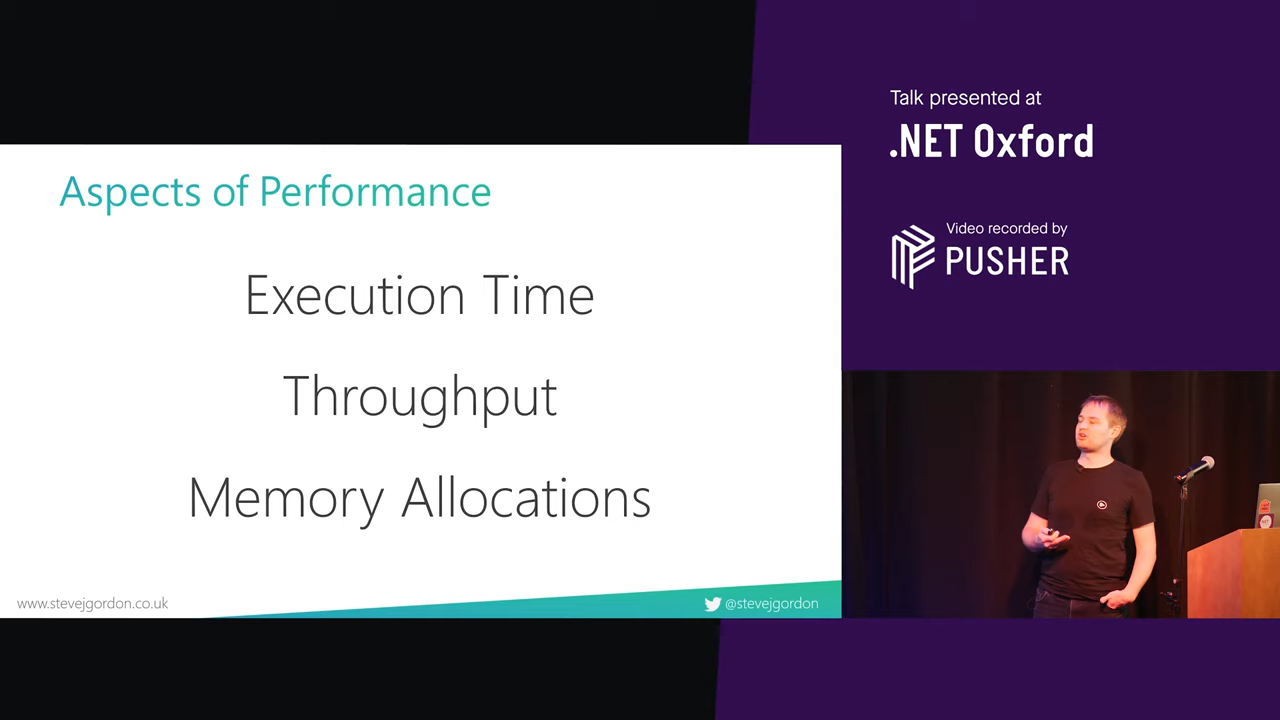 Talk presented at
.NET Oxford
Video recorded by
PUSHER
Aspects of Performance
Execution Time
Throughput
Memory Allocations
www.stevejgordon.co.uk
@stevejgordon